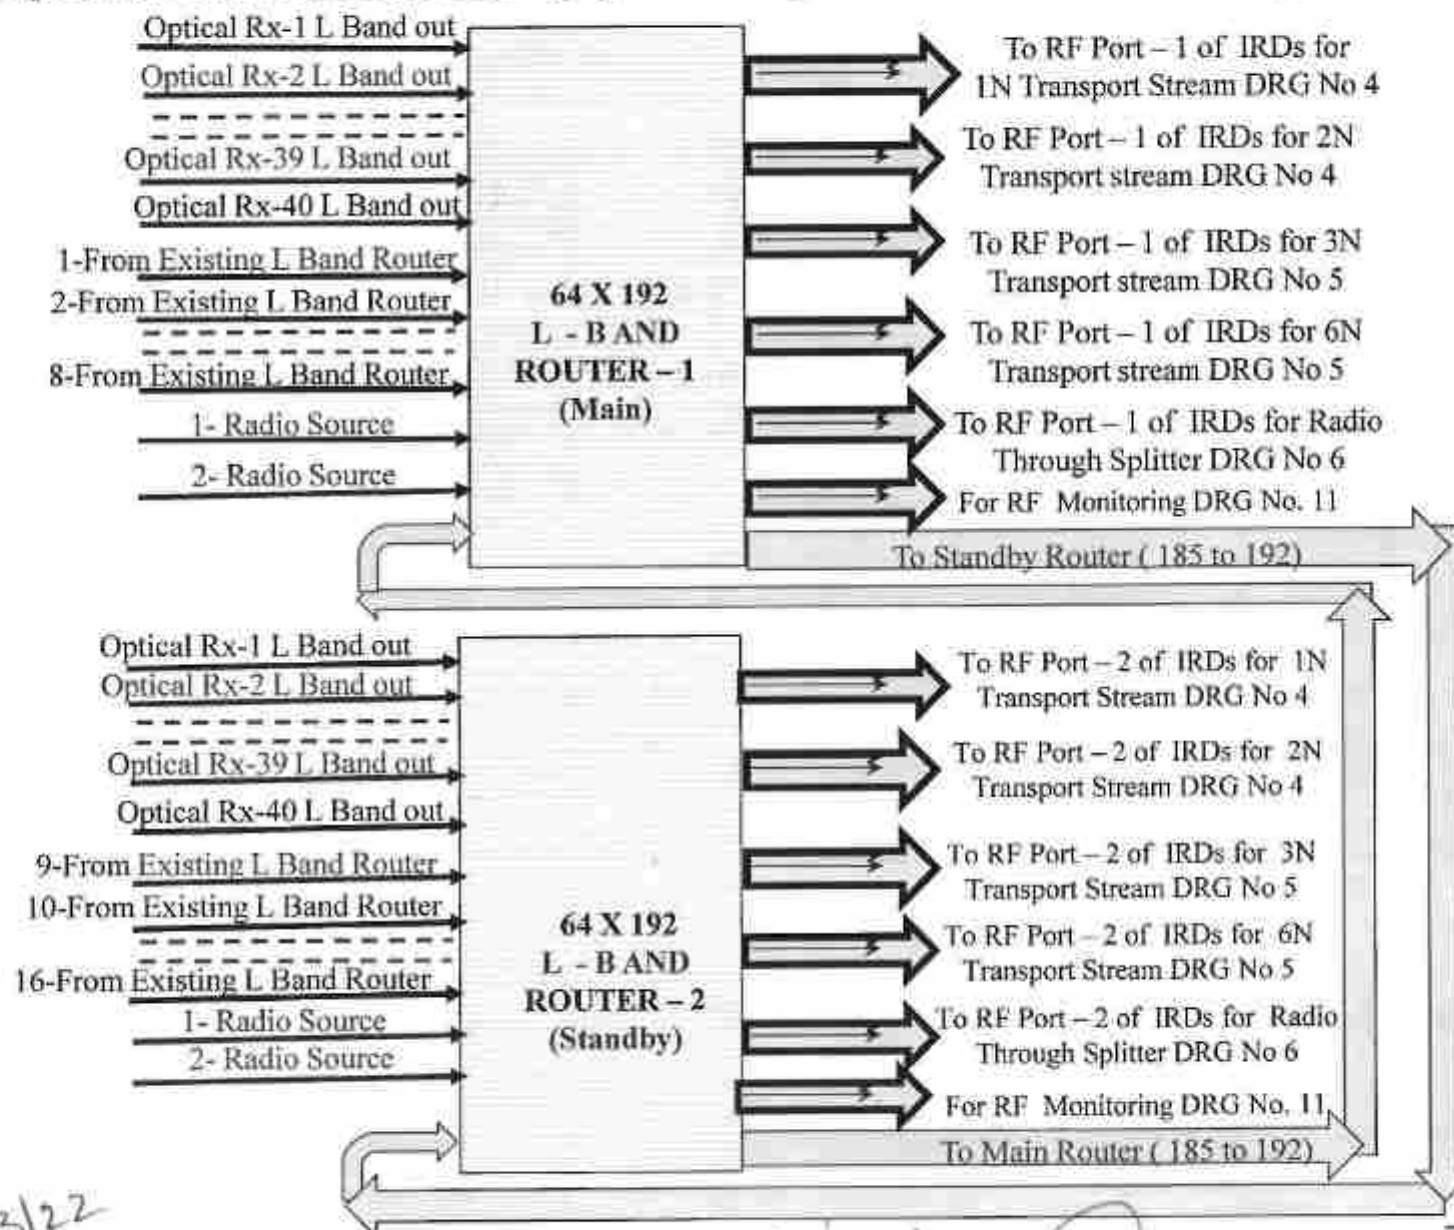 Optical Rx-1 L Band out
Optical Rx-2 L Band out
Optical Rx-39 L Band out
Optical Rx-40 L Band out
1-From Existing L Band Router
2-From Existing L Band Router
8-From Existing L Band Router
1- Radio Source
2- Radio Source
64 X 192
L - BAND
ROUTER – 1
(Main)
To RF Port – 1 of IRDs for
1N Transport Stream DRG No 4
To RF Port – 1 of IRDs for 2N
Transport stream DRG No 4
To RF Port – 1 of IRDs for 3N
Transport stream DRG No 5
To RF Port – 1 of IRDs for 6N
Transport stream DRG No 5
To RF Port – 1 of IRDs for Radio
Through Splitter DRG No 6
For RF Monitoring DRG No. 11
To Standby Router ( 185 to 192)
Optical Rx-1 L Band out
Optical Rx-2 L Band out
Optical Rx-39 L Band out
Optical Rx-40 L Band out
9-From Existing L Band Router
10-From Existing L Band Router
16-From Existing L Band Router
1- Radio Source
2- Radio Source
64 X 192
L - BAND
ROUTER – 2
(Standby)
To RF Port – 2 of IRDs for 1N
Transport Stream DRG No 4
To RF Port – 2 of IRDs for 2N
Transport Stream DRG No 4
To RF Port – 2 of IRDs for 3N
Transport Stream DRG No 5
To RF Port – 2 of IRDs for 6N
Transport Stream DRG No 5
To RF Port – 2 of IRDs for Radio
Through Splitter DRG No 6
For RF Monitoring DRG No. 11
To Main Router ( 185 to 192)